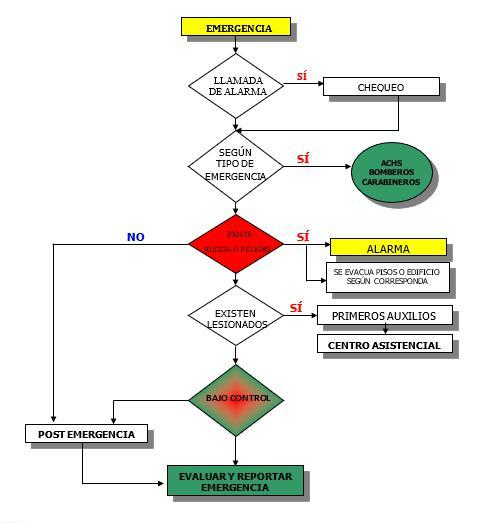 EMERGENCIA
LLAMADA
DE ALARMA
SÍ
CHEQUEO
SEGÚN
TIPO DE
EMERGENCIA
SÍ
ACHS
BOMBEROS
CARABINEROS
NO
EXISTE
RIESGO O PELIGRO
SÍ
ALARMA
SE EVACUA PISOS O EDIFICIO
SEGÚN CORRESPONDA
EXISTEN
LESIONADOS
SÍ
PRIMEROS AUXILIOS
CENTRO ASISTENCIAL
BAJO CONTROL
POST EMERGENCIA
EVALUAR Y REPORTAR
EMERGENCIA